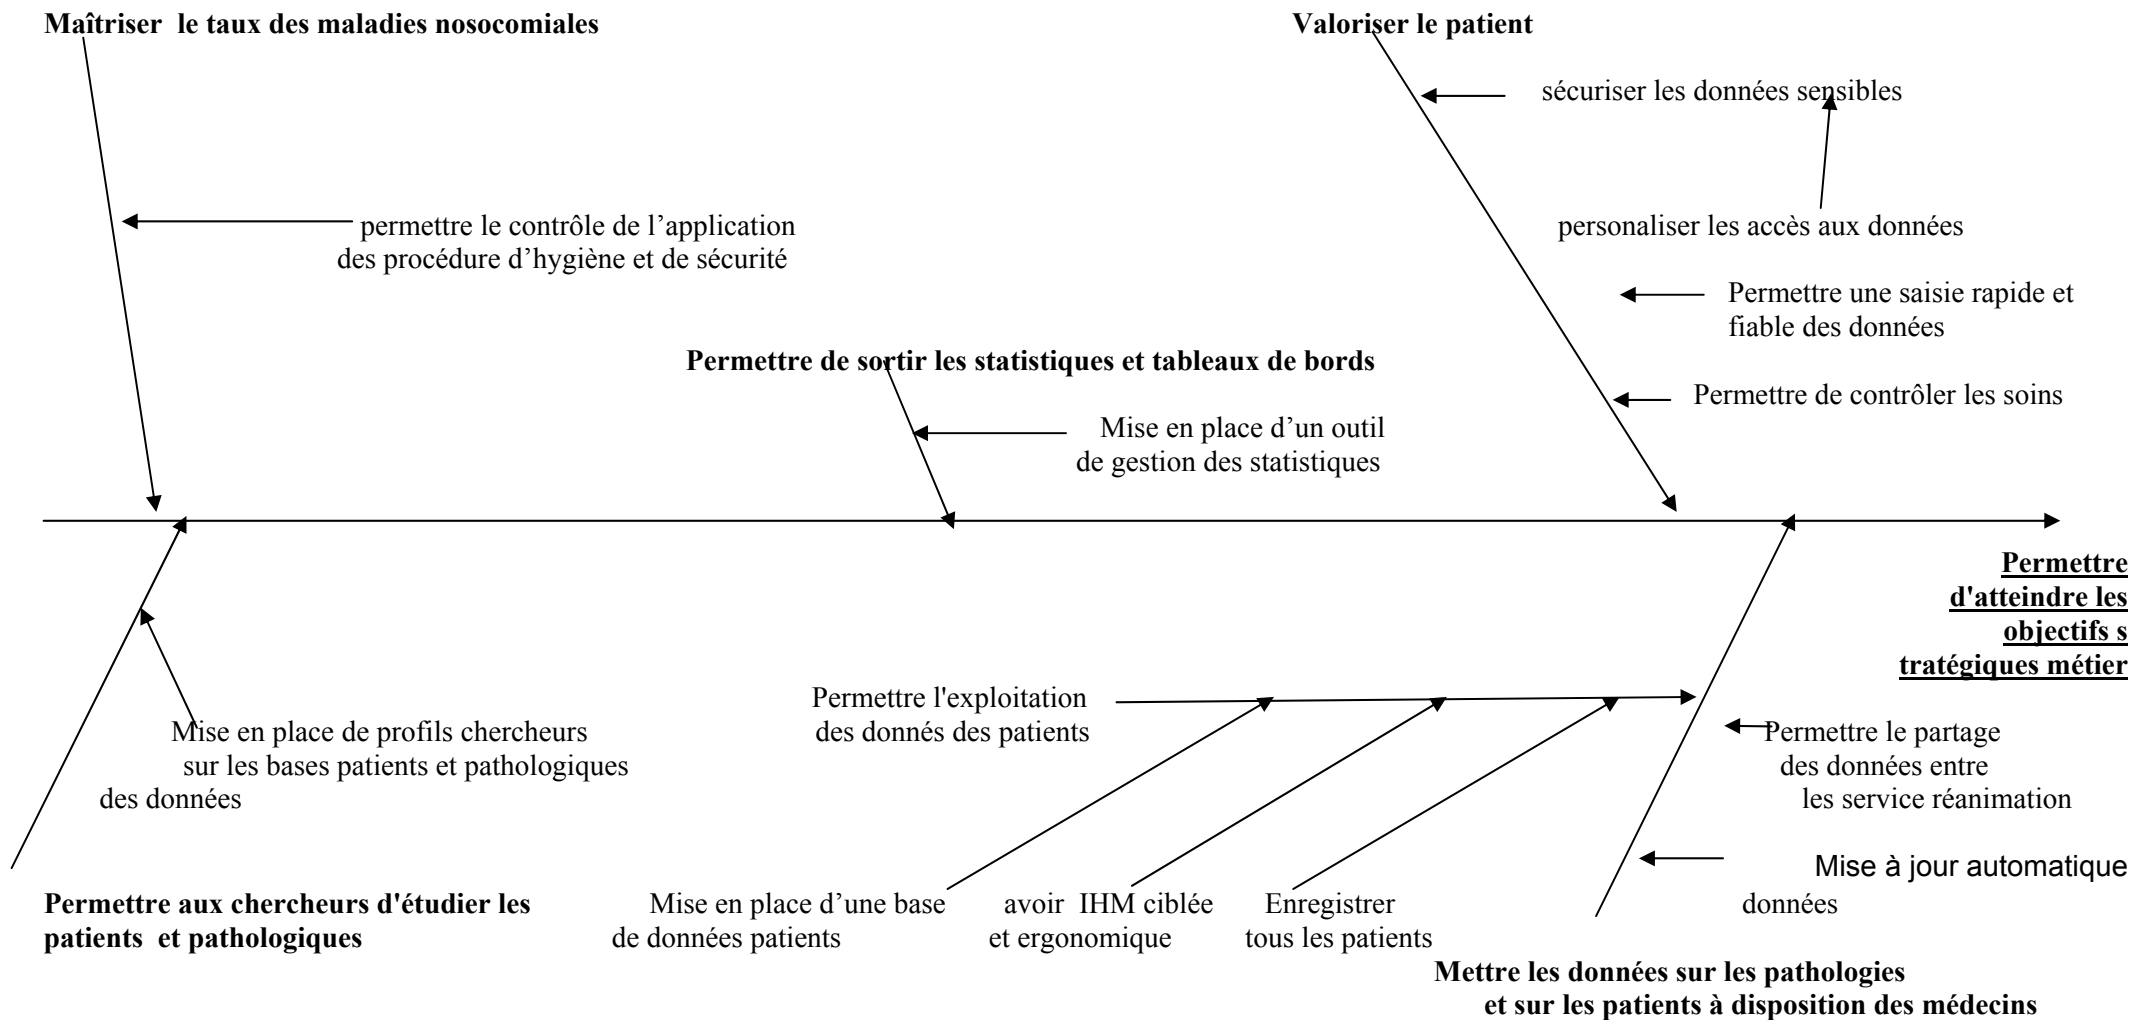 Maîtriser le taux des maladies nosocomiales
Valoriser le patient
sécuriser les données sensibles
permettre le contrôle de l’application
des procédure d’hygiène et de sécurité
personaliser les accès aux données
Permettre une saisie rapide et
fiable des données
Permettre de sortir les statistiques et tableaux de bords
Permettre de contrôler les soins
Mise en place d’un outil
de gestion des statistiques
Permettre
d'atteindre les
objectifs s
tratégiques métier
Permettre l'exploitation
des donnés des patients
Mise en place de profils chercheurs
sur les bases patients et pathologiques
des données
Permettre le partage
des données entre
les service réanimation
Mise à jour automatique
données
Permettre aux chercheurs d'étudier les
patients et pathologiques
Mise en place d’une base
de données patients
avoir IHM ciblée
et ergonomique
Enregistrer
tous les patients
Mettre les données sur les pathologies
et sur les patients à disposition des médecins